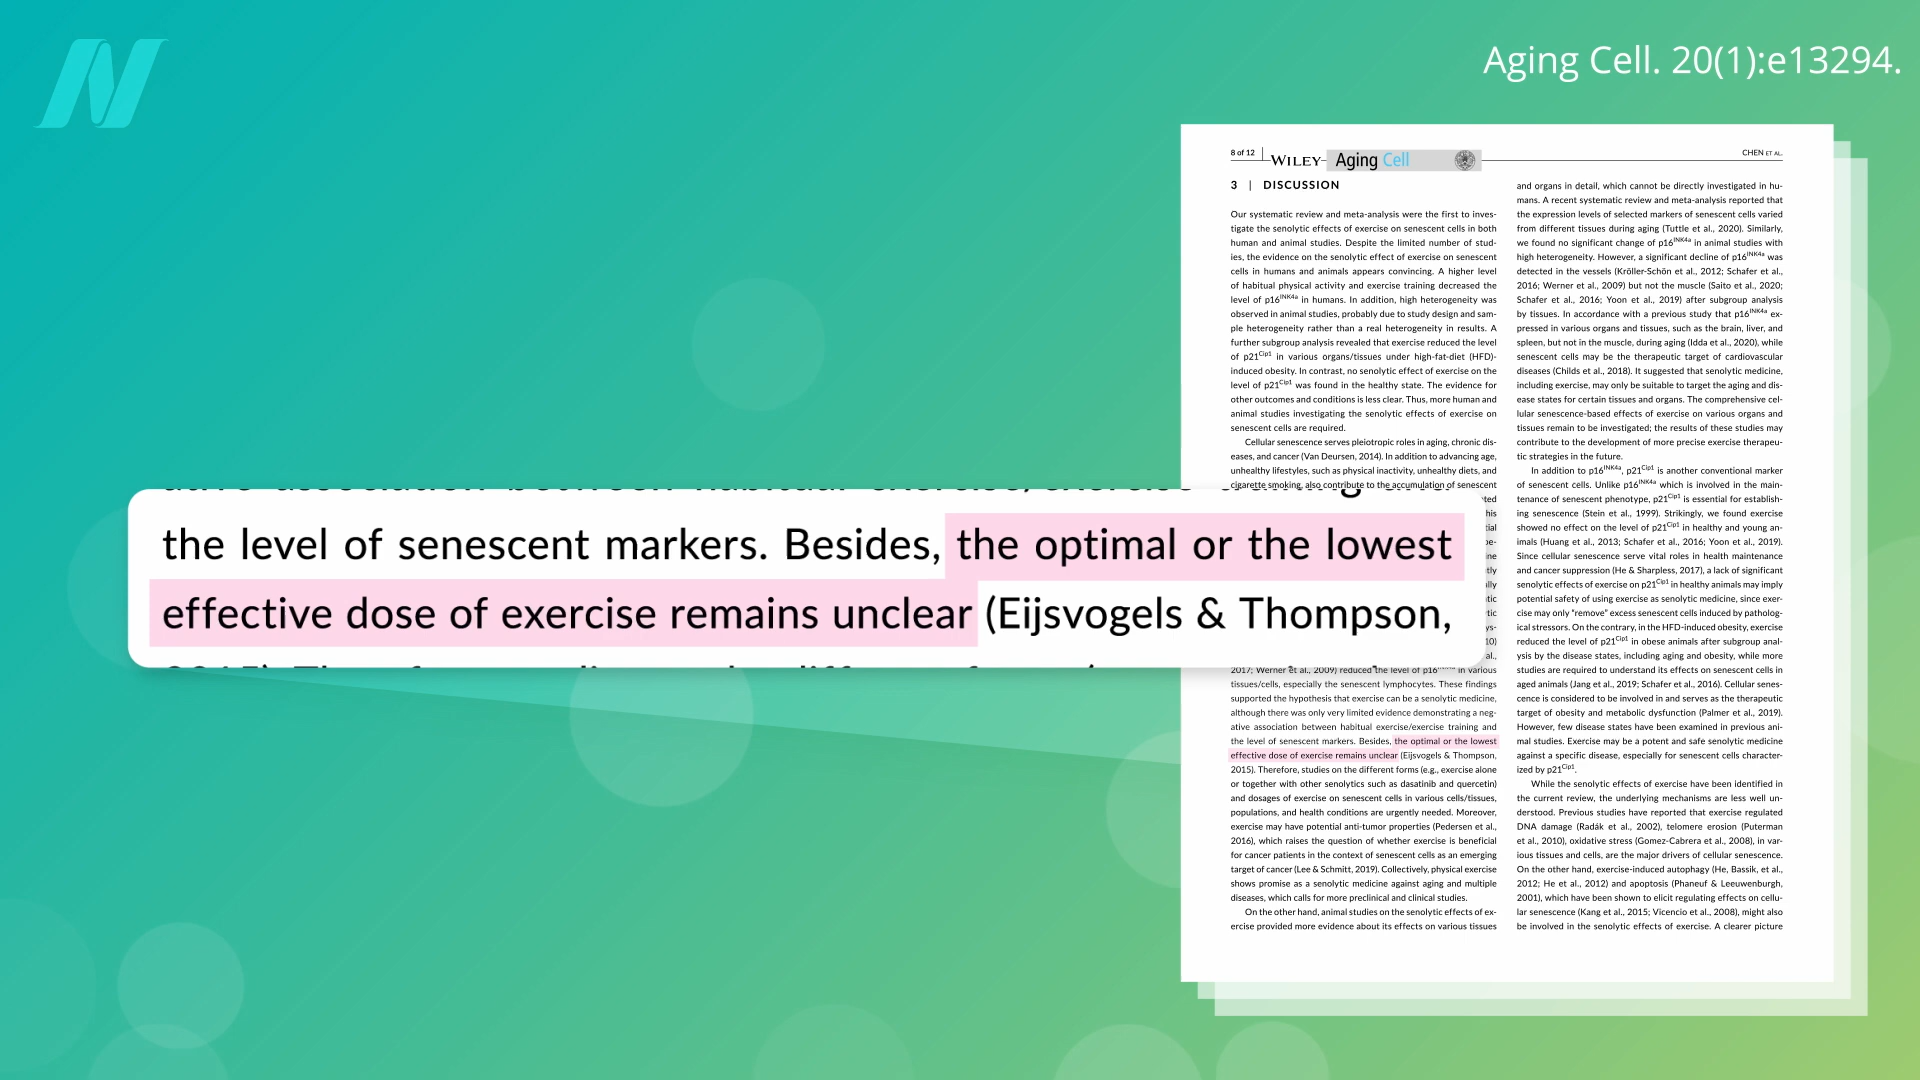 Aging Cell. 20(1):e13294.
8 of 12
WILEY Aging Cell
CHEN ET AL.
3 | DISCUSSION
Our systematic review and meta-analysis were the first to inves-
tigate the senolytic effects of exercise on senescent cells in both
human and animal studies. Despite the limited number of stud-
ies, the evidence on the senolytic effect of exercise on senescent
cells in humans and animals appears convincing. A higher level
of habitual physical activity and exercise training decreased the
level of p16INK4a in humans. In addition, high heterogeneity was
observed in animal studies, probably due to study design and sam-
ple heterogeneity rather than a real heterogeneity in results. A
further subgroup analysis revealed that exercise reduced the level
of p21Cip1 in various organs/tissues under high-fat-diet (HFD)-
induced obesity. In contrast, no senolytic effect of exercise on the
level of p21Cip1 was found in the healthy state. The evidence for
other outcomes and conditions is less clear. Thus, more human and
animal studies investigating the senolytic effects of exercise on
senescent cells are required.
Cellular senescence serves pleiotropic roles in aging, chronic dis-
eases, and cancer (Van Deursen, 2014). In addition to advancing age,
unhealthy lifestyles, such as physical inactivity, unhealthy diets, and
cigarette smoking, also contribute to the accumulation of senescent
the level of senescent markers. Besides, the optimal or the lowest
effective dose of exercise remains unclear (Eijsvogels & Thompson,
2017; Werner et al., 2009) reduced the level of p16INK4a in various
tissues/cells, especially the senescent lymphocytes. These findings
supported the hypothesis that exercise can be a senolytic medicine,
although there was only very limited evidence demonstrating a neg-
ative association between habitual exercise/exercise training and
the level of senescent markers. Besides, the optimal or the lowest
effective dose of exercise remains unclear (Eijsvogels & Thompson,
2015). Therefore, studies on the different forms (e.g., exercise alone
or together with other senolytics such as dasatinib and quercetin)
and dosages of exercise on senescent cells in various cells/tissues,
populations, and health conditions are urgently needed. Moreover,
exercise may have potential anti-tumor properties (Pedersen et al.,
2016), which raises the question of whether exercise is beneficial
for cancer patients in the context of senescent cells as an emerging
target of cancer (Lee & Schmitt, 2019). Collectively, physical exercise
shows promise as a senolytic medicine against aging and multiple
diseases, which calls for more preclinical and clinical studies.
On the other hand, animal studies on the senolytic effects of ex-
ercise provided more evidence about its effects on various tissues
and organs in detail, which cannot be directly investigated in hu-
mans. A recent systematic review and meta-analysis reported that
the expression levels of selected markers of senescent cells varied
from different tissues during aging (Tuttle et al., 2020). Similarly,
we found no significant change of p16INK4a in animal studies with
high heterogeneity. However, a significant decline of p16INK4a was
detected in the vessels (Kröller-Schön et al., 2012; Schafer et al.,
2016; Werner et al., 2009) but not the muscle (Saito et al., 2020;
Schafer et al., 2016; Yoon et al., 2019) after subgroup analysis
by tissues. In accordance with a previous study that p16INK4a ex-
pressed in various organs and tissues, such as the brain, liver, and
spleen, but not in the muscle, during aging (Idda et al., 2020), while
senescent cells may be the therapeutic target of cardiovascular
diseases (Childs et al., 2018). It suggested that senolytic medicine,
including exercise, may only be suitable to target the aging and dis-
ease states for certain tissues and organs. The comprehensive cel-
lular senescence-based effects of exercise on various organs and
tissues remain to be investigated; the results of these studies may
contribute to the development of more precise exercise therapeu-
tic strategies in the future.
In addition to p16INK4a, p21Cip1 is another conventional marker
of senescent cells. Unlike p16INK4a which is involved in the main-
tenance of senescent phenotype, p21Cip1 is essential for establish-
ing senescence (Stein et al., 1999). Strikingly, we found exercise
showed no effect on the level of p21Cip1 in healthy and young an-
imals (Huang et al., 2013; Schafer et al., 2016; Yoon et al., 2019).
Since cellular senescence serve vital roles in health maintenance
and cancer suppression (He & Sharpless, 2017), a lack of significant
senolytic effects of exercise on p21Cip1 in healthy animals may imply
potential safety of using exercise as senolytic medicine, since exer-
cise may only “remove” excess senescent cells induced by patholog-
ical stressors. On the contrary, in the HFD-induced obesity, exercise
reduced the level of p21Cip1 in obese animals after subgroup anal-
ysis by the disease states, including aging and obesity, while more
studies are required to understand its effects on senescent cells in
aged animals (Jang et al., 2019; Schafer et al., 2016). Cellular senes-
cence is considered to be involved in and serves as the therapeutic
target of obesity and metabolic dysfunction (Palmer et al., 2019).
However, few disease states have been examined in previous ani-
mal studies. Exercise may be a potent and safe senolytic medicine
against a specific disease, especially for senescent cells character-
ized by p21Cip1.
While the senolytic effects of exercise have been identified in
the current review, the underlying mechanisms are less well un-
derstood. Previous studies have reported that exercise regulated
DNA damage (Radák et al., 2002), telomere erosion (Puterman
et al., 2010), oxidative stress (Gomez-Cabrera et al., 2008), in var-
ious tissues and cells, are the major drivers of cellular senescence.
On the other hand, exercise-induced autophagy (He, Bassik, et al.,
2012; He et al., 2012) and apoptosis (Phaneuf & Leeuwenburgh,
2001), which have been shown to elicit regulating effects on cellu-
lar senescence (Kang et al., 2015; Vicencio et al., 2008), might also
be involved in the senolytic effects of exercise. A clearer picture